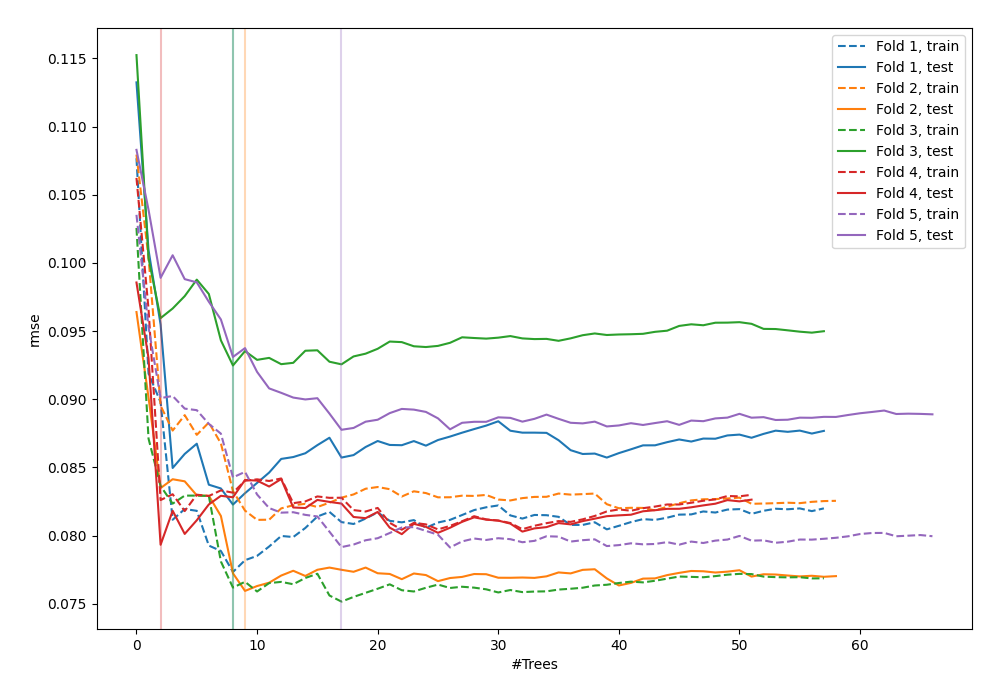 0.115
0.110
0.105
0.100
0.095
0.090
0.085
0.080
0.075
rmse
0
10
20
30
40
50
60
#Trees
Fold 1, train
Fold 1, test
Fold 2, train
Fold 2, test
Fold 3, train
Fold 3, test
Fold 4, train
Fold 4, test
Fold 5, train
Fold 5, test